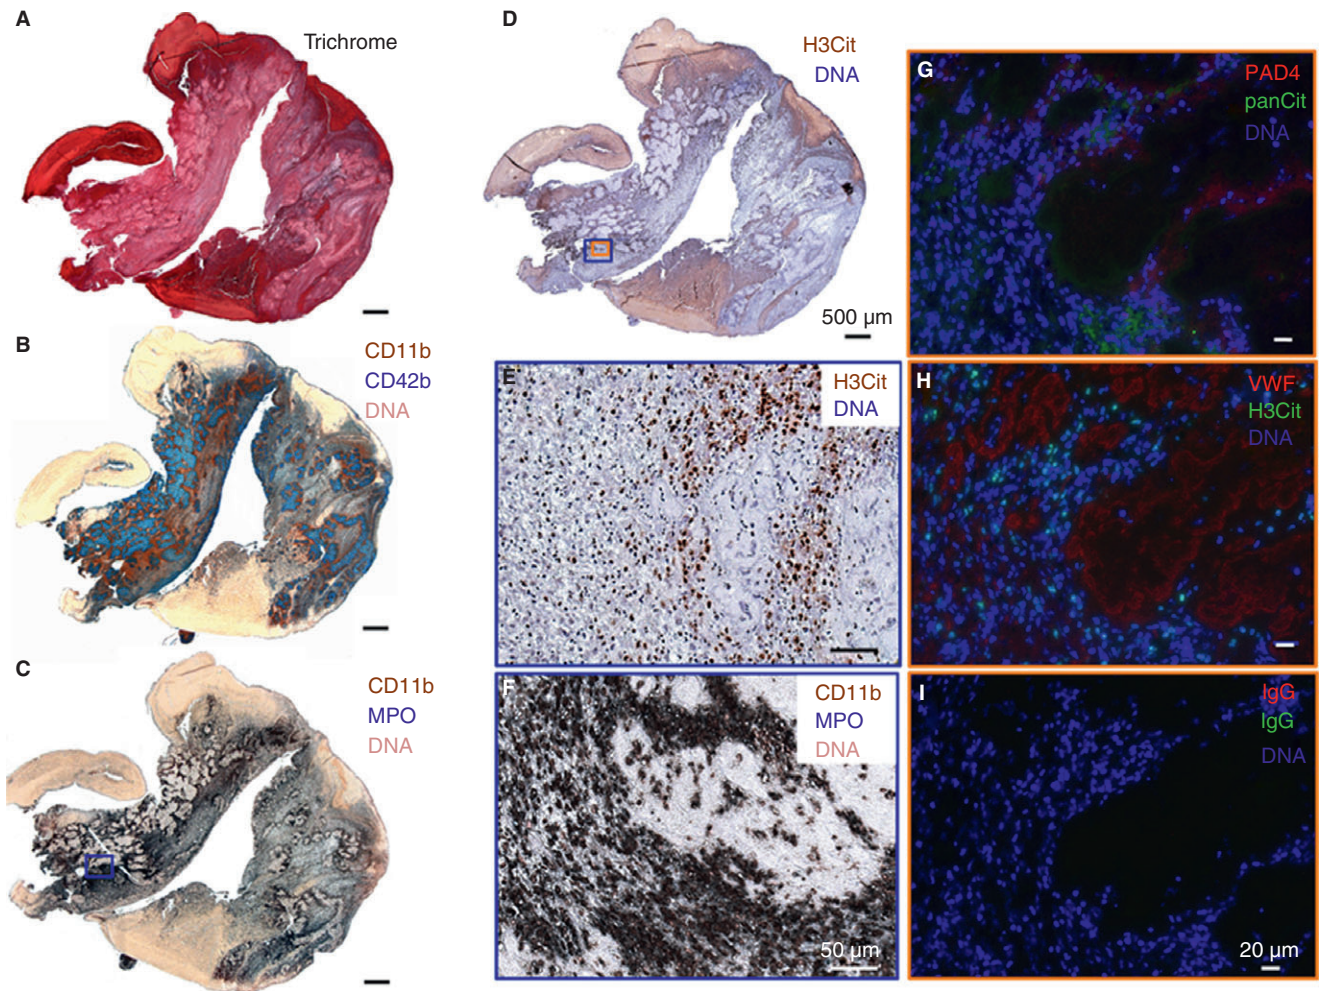 A
Trichrome
B
CD11b
CD42b
DNA
C
CD11b
MPO
DNA
D
H3Cit
DNA
500 µm
E
H3Cit
DNA
F
CD11b
MPO
DNA
50 µm
G
PAD4
panCit
DNA
H
VWF
H3Cit
DNA
I
IgG
IgG
DNA
20 µm